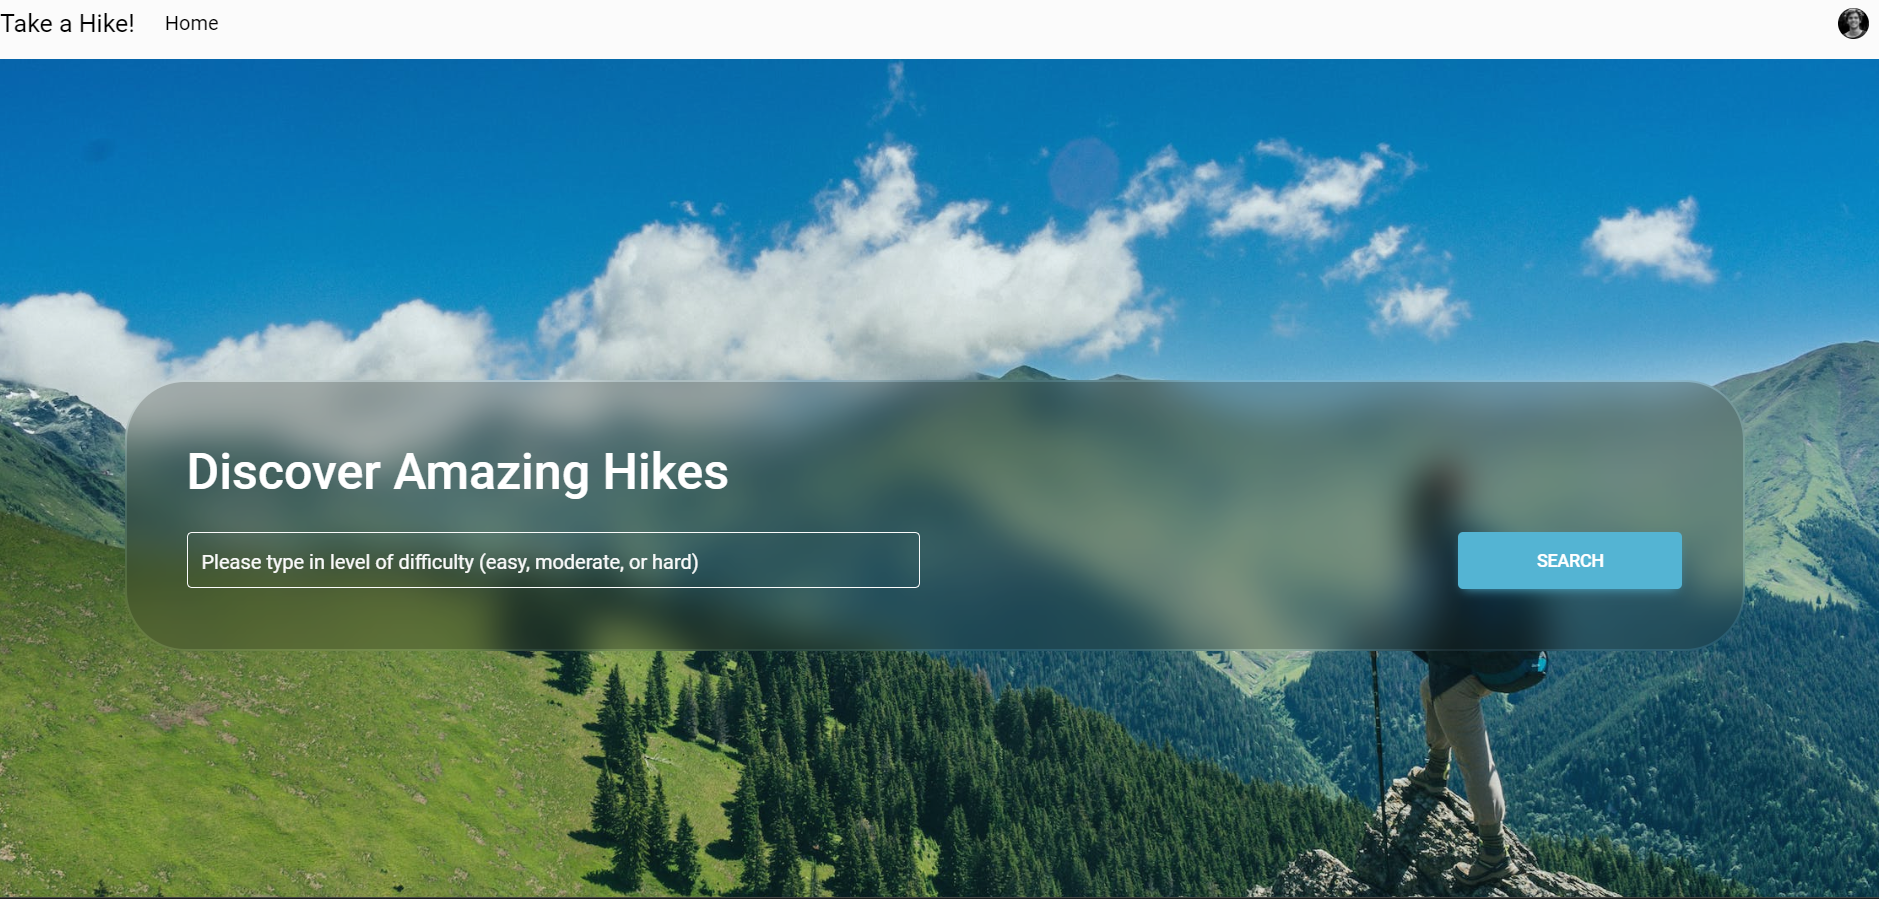 Take a Hike! Home
Discover Amazing Hikes
Please type in level of difficulty (easy, moderate, or hard)
SEARCH